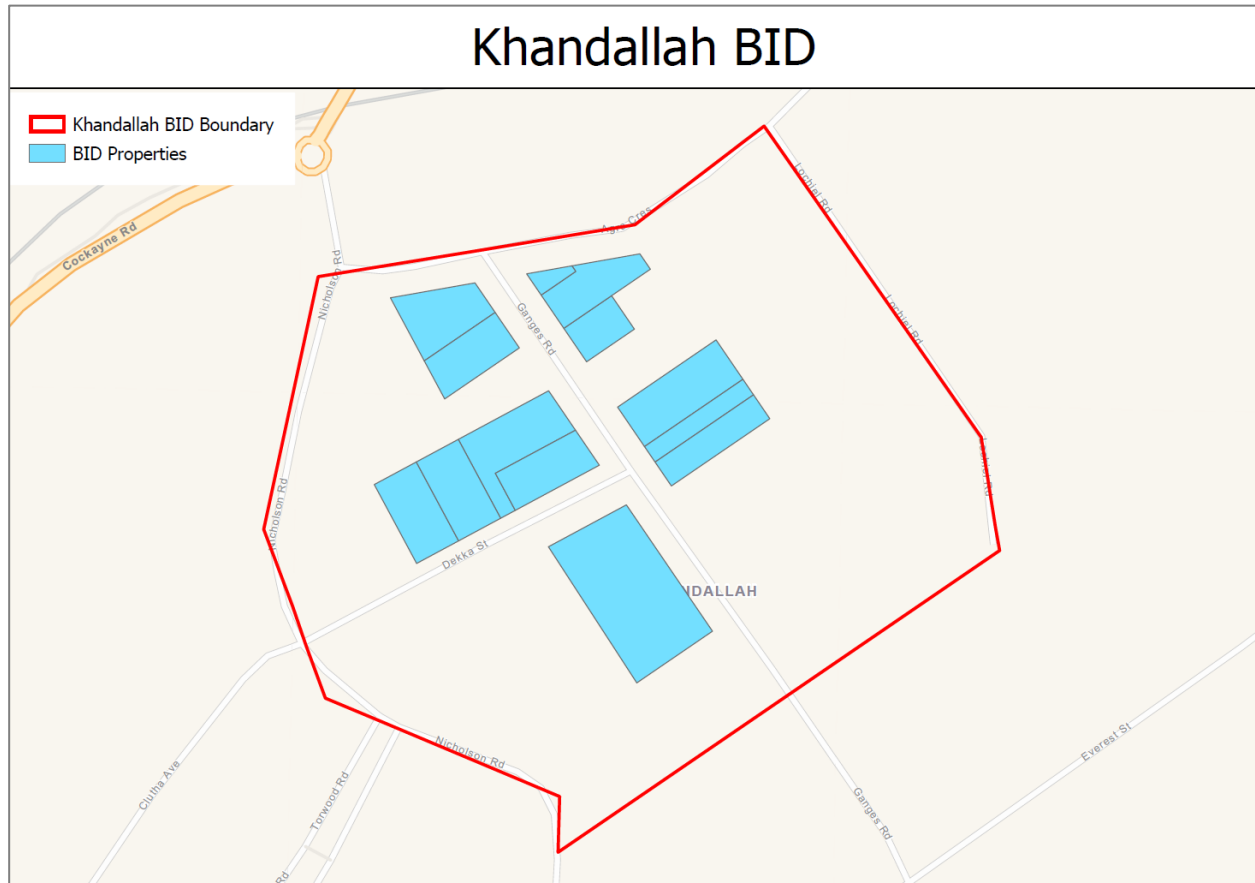 Khandallah BID
Khandallah BID Boundary
BID Properties
Cockayne Rd
Nicholson Rd
Agra Cres
Lochiel Rd
Ganges Rd
Lochiel Rd
Nicholson Rd
Lochiel Rd
Dekka St
NDALLAH
Nicholson Rd
Clutha Ave
Torwood Rd
Everest St
Ganges Rd
Rd